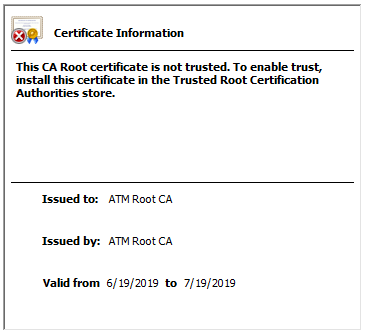 Certificate Information
This CA Root certificate is not trusted. To enable trust,
install this certificate in the Trusted Root Certification
Authorities store.
Issued to: ATM Root CA
Issued by: ATM Root CA
Valid from 6/19/2019 to 7/19/2019